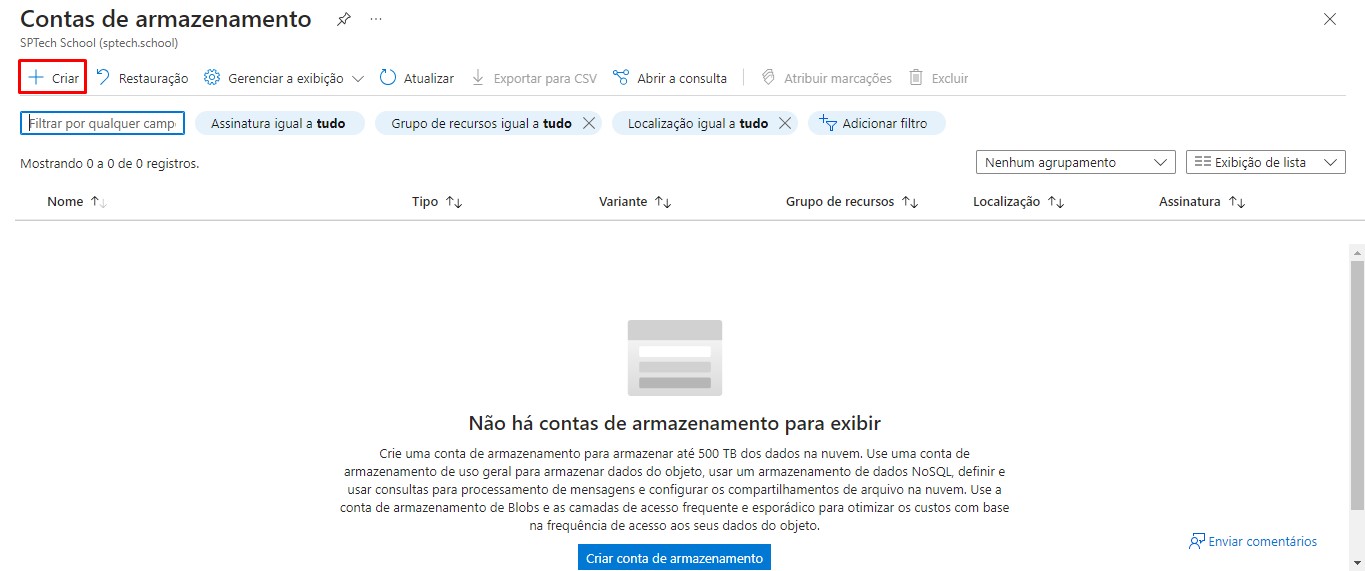 Contas de armazenamento
SPTech School (sptech.school)
Criar Restauração Gerenciar a exibição Atualizar Exportar para CSV Abrir a consulta Atribuir marcações Excluir
Filtrar por qualquer camp Assinatura igual a tudo Grupo de recursos igual a tudo Localização igual a tudo Adicionar filtro
Mostrando 0 a 0 de 0 registros. Nenhum agrupamento Exibição de lista
Nome Tipo Variante Grupo de recursos Localização Assinatura
Não há contas de armazenamento para exibir
Crie uma conta de armazenamento para armazenar até 500 TB dos dados na nuvem. Use uma conta de
armazenamento de uso geral para armazenar dados do objeto, usar um armazenamento de dados NoSQL, definir e
usar consultas para processamento de mensagens e configurar os compartilhamentos de arquivo na nuvem. Use a
conta de armazenamento de Blobs e as camadas de acesso frequente e esporádico para otimizar os custos com base
na frequência de acesso aos seus dados do objeto.
Enviar comentários
Criar conta de armazenamento